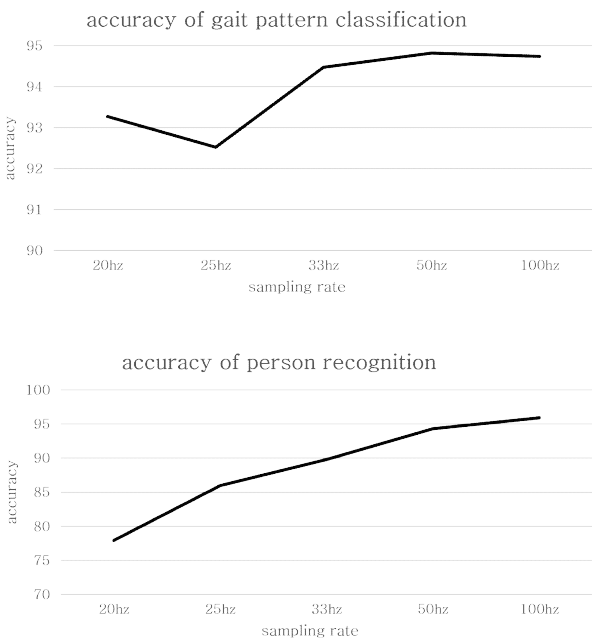 accuracy of gait pattern classification
95
94
93
92
91
90
accuracy
20hz 25hz 33hz 50hz 100hz
sampling rate
accuracy of person recognition
100
95
90
85
80
75
70
accuracy
20hz 25hz 33hz 50hz 100hz
sampling rate